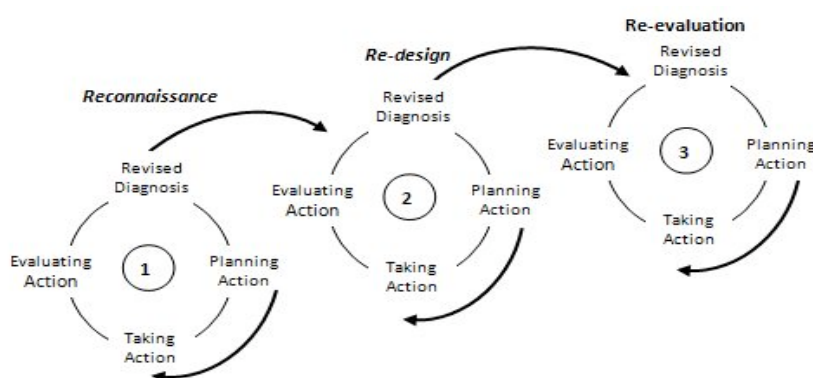 Reconnaissance
Revised
Diagnosis
Evaluating
Action
1
Planning
Action
Taking
Action
Re-design
Revised
Diagnosis
Evaluating
Action
2
Planning
Action
Taking
Action
Re-evaluation
Revised
Diagnosis
Evaluating
Action
3
Planning
Action
Taking
Action